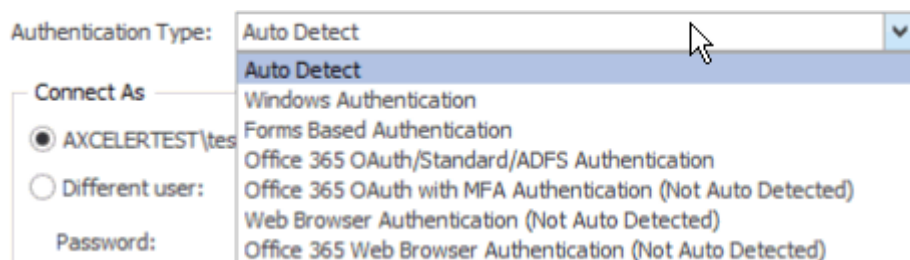 Authentication Type: Auto Detect
Auto Detect
Connect As
Windows Authentication
Forms Based Authentication
AXCELERTEST\tes
Office 365 OAuth/Standard/ADFS Authentication
Different user:
Office 365 OAuth with MFA Authentication (Not Auto Detected)
Web Browser Authentication (Not Auto Detected)
Password:
Office 365 Web Browser Authentication (Not Auto Detected)